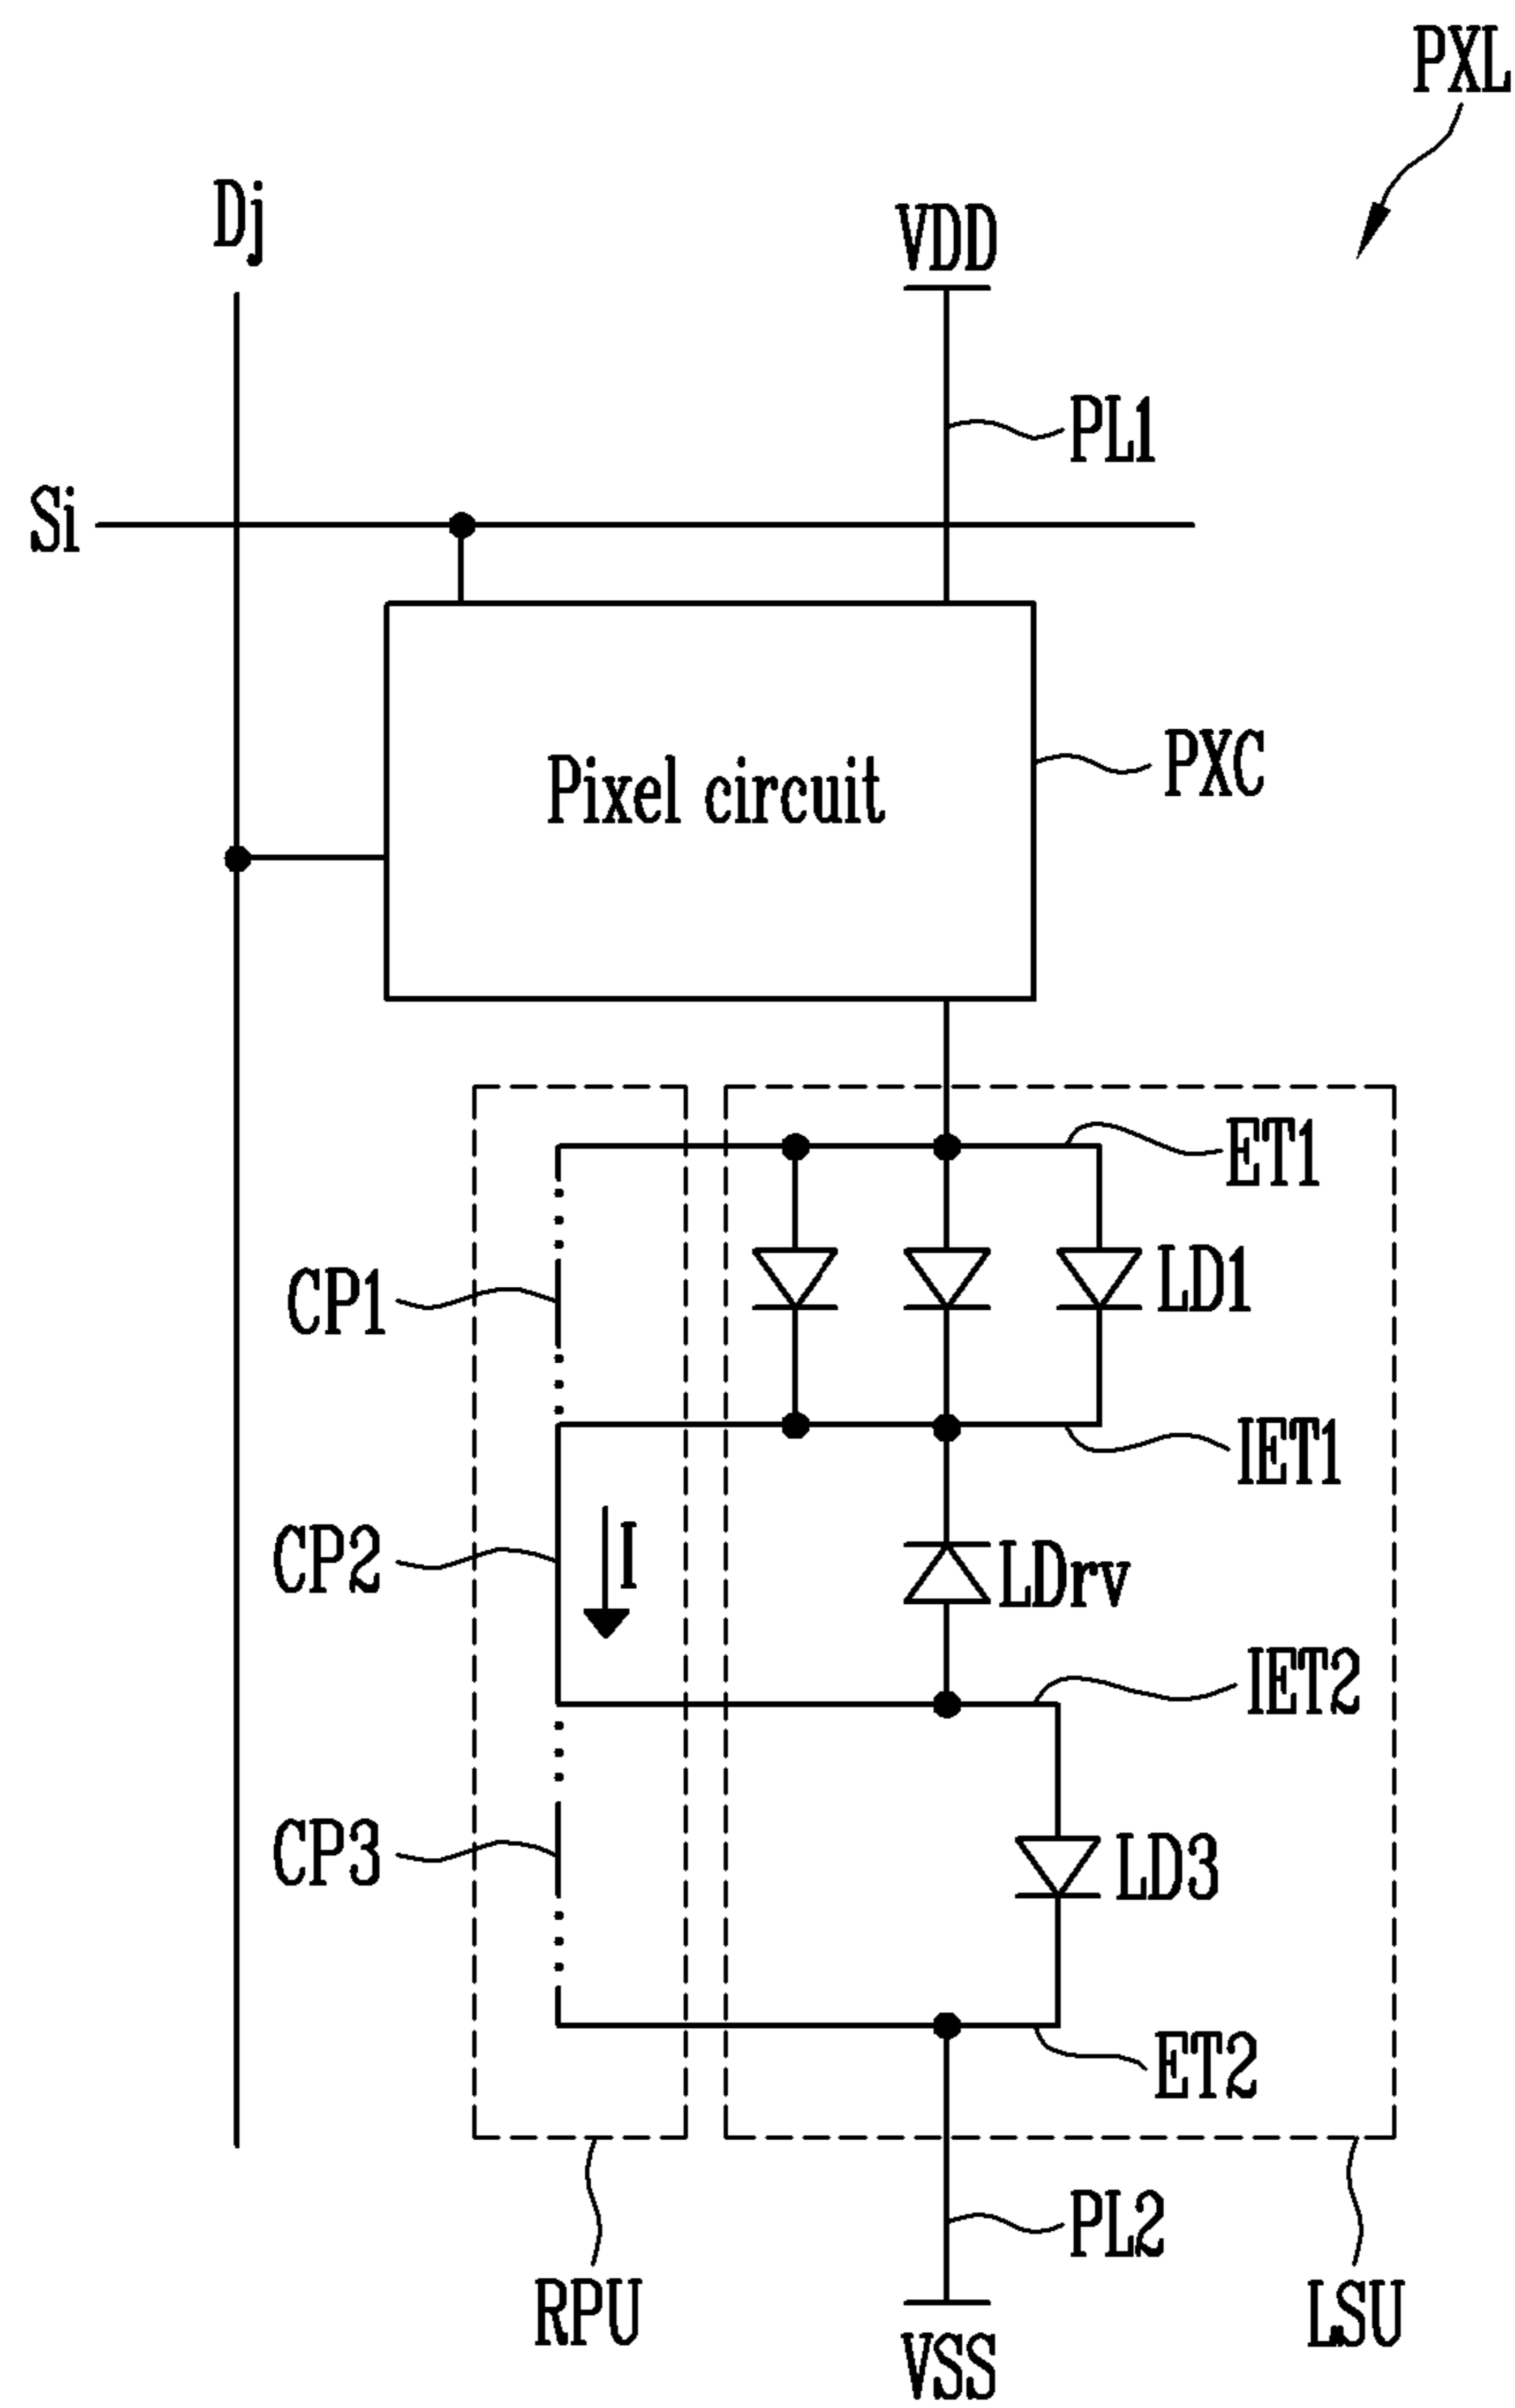 PXL
Dj
VDD
PL1
Si
Pixel circuit
PXC
ET1
CP1
LD1
IET1
CP2
I
LDrv
IET2
CP3
LD3
ET2
PL2
RPU
LSU
VSS